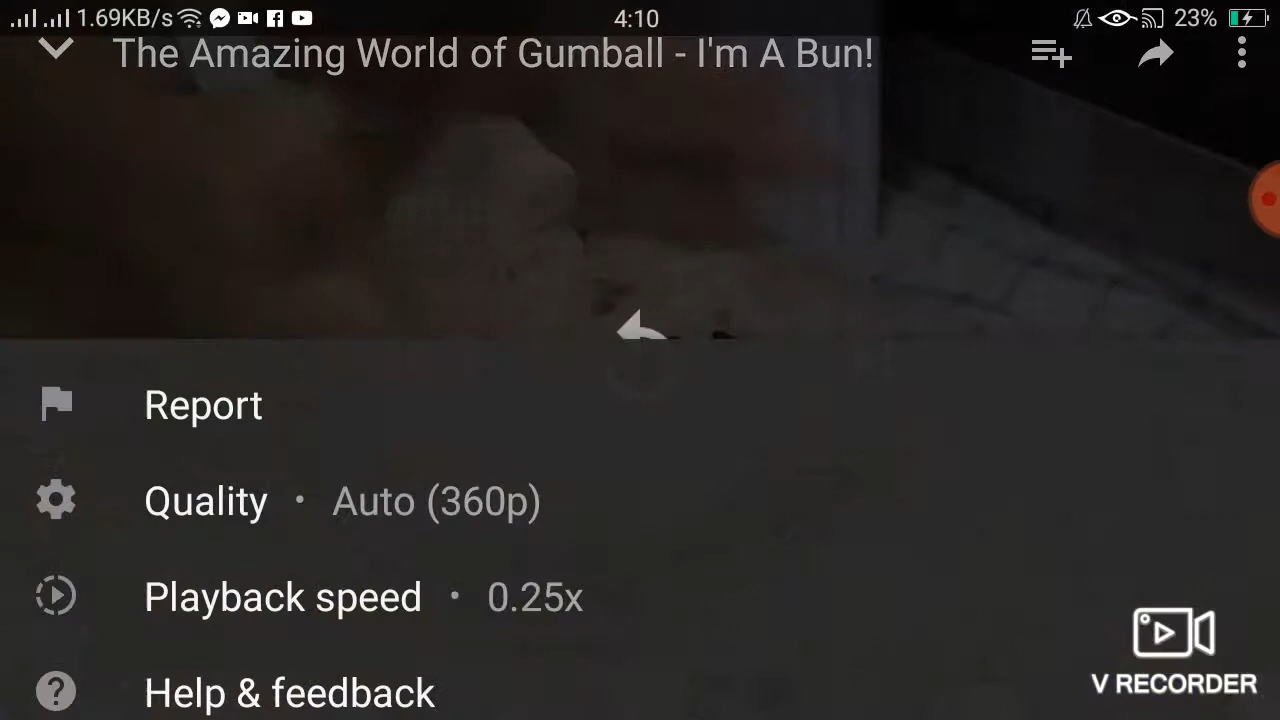 1.69KB/s 4:10 23%
The Amazing World of Gumball - I'm A Bun!
Report
Quality • Auto (360p)
Playback speed • 0.25x
Help & feedback
V RECORDER